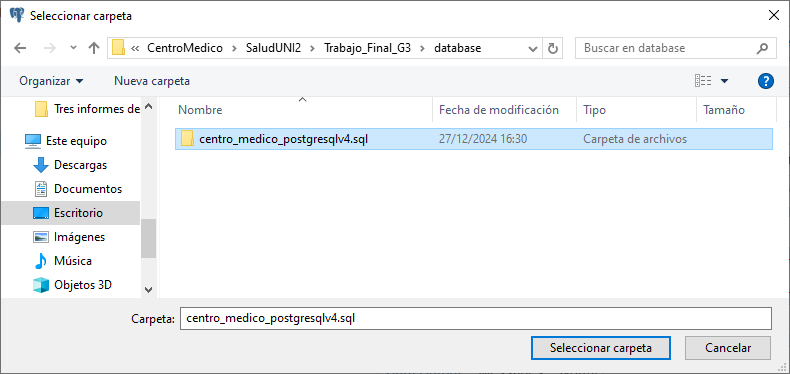 Seleccionar carpeta
« CentroMedico > SaludUNI2 > Trabajo_Final_G3 > database
Buscar en database
Organizar
Nueva carpeta
Nombre
Fecha de modificación
Tipo
Tamaño
Tres informes de
Este equipo
Descargas
Documentos
Escritorio
Imágenes
Música
Objetos 3D
centro_medico_postgresqlv4.sql
27/12/2024 16:30
Carpeta de archivos
Carpeta:
centro_medico_postgresqlv4.sql
Seleccionar carpeta
Cancelar